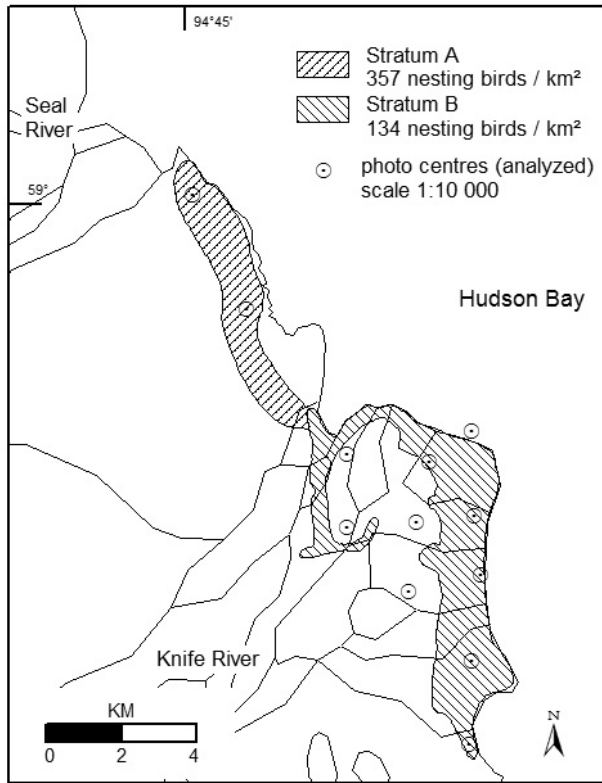 94°45'
Stratum A
357 nesting birds / km²
Stratum B
134 nesting birds / km²
photo centres (analyzed)
scale 1:10 000
Seal
River
59°
Hudson Bay
Knife River
KM
0 2 4
N